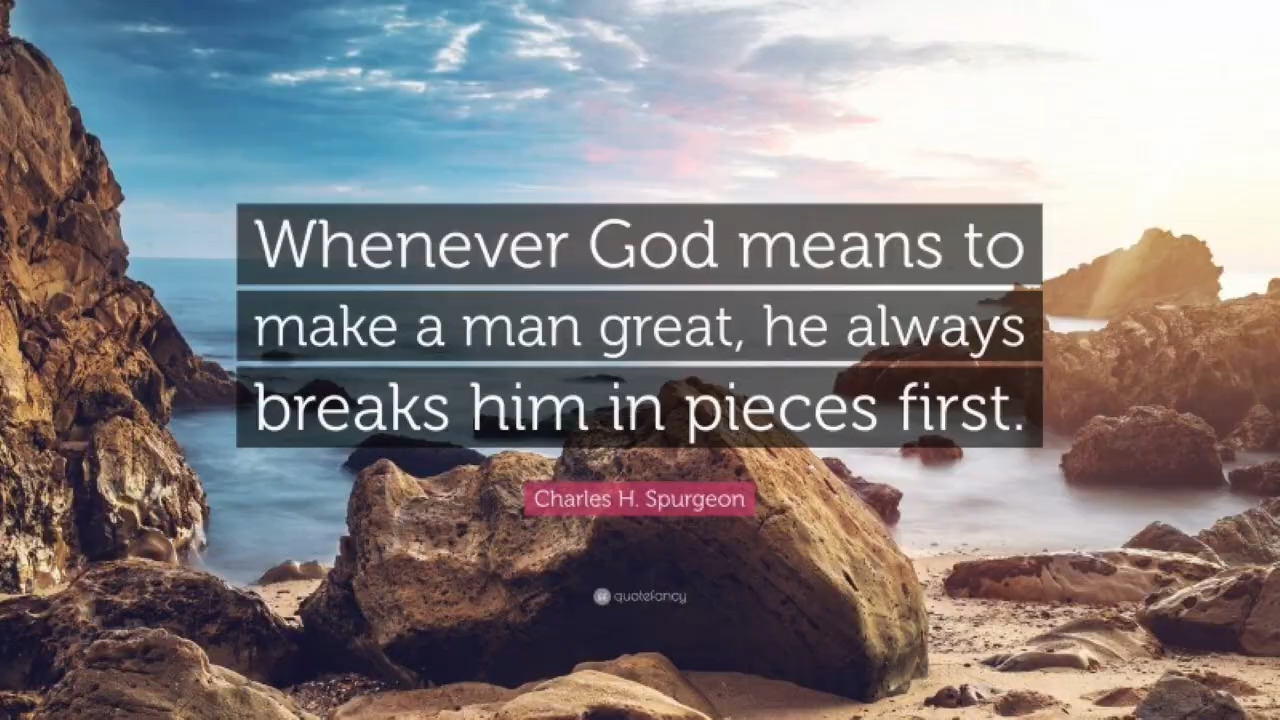 Whenever God means to
make a man great, he always
breaks him in pieces first.
Charles H. Spurgeon
quotefancy